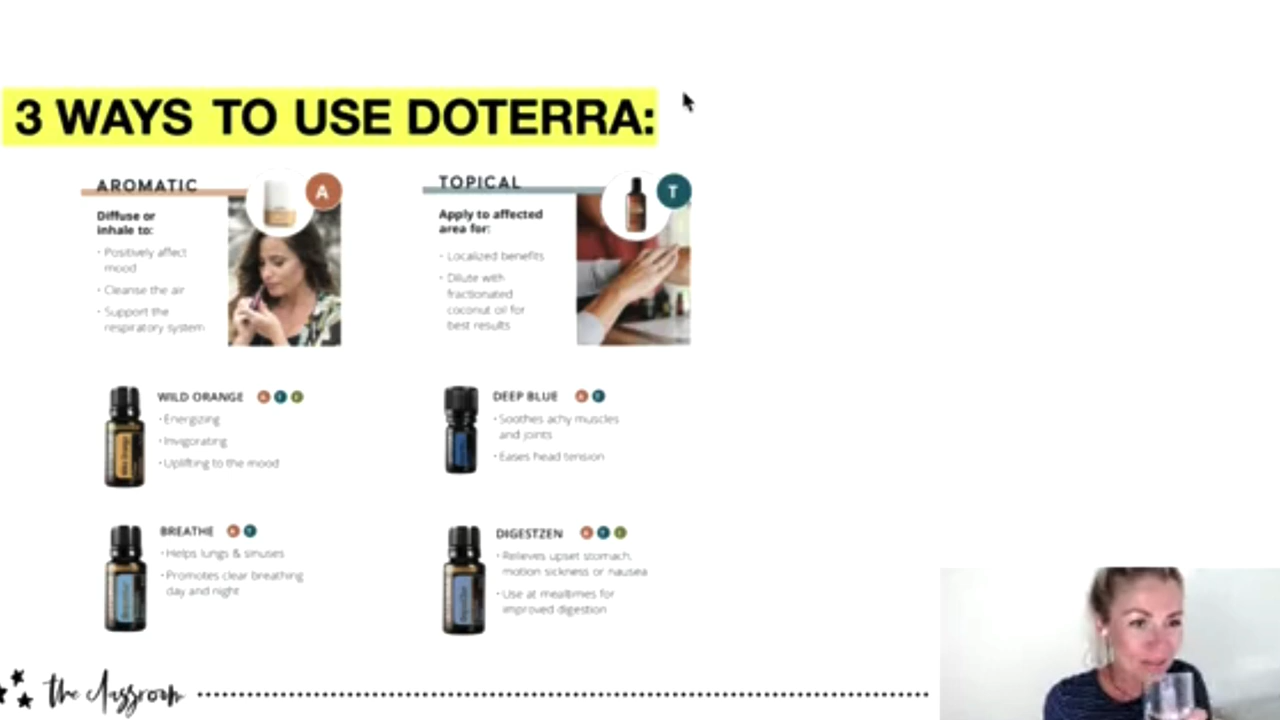 3 WAYS TO USE DOTERRA:
AROMATIC
A
Diffuse or
inhale to:
• Positively affect
mood
• Cleanse the air
• Support the
respiratory system
TOPICAL
T
Apply to affected
area for:
• Localized benefits
• Dilute with
fractionated
coconut oil for
best results
WILD ORANGE
• Energizing
• Invigorating
• Uplifting to the mood
DEEP BLUE
• Soothes achy muscles
and joints
• Eases head tension
BREATHE
• Helps lungs & sinuses
• Promotes clear breathing
day and night
DIGESTZEN
• Relieves upset stomach,
motion sickness or nausea
• Use at mealtimes for
improved digestion
the classroom